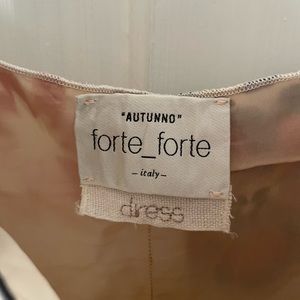 "AUTUNNO"
forte_forte
– italy –
dress